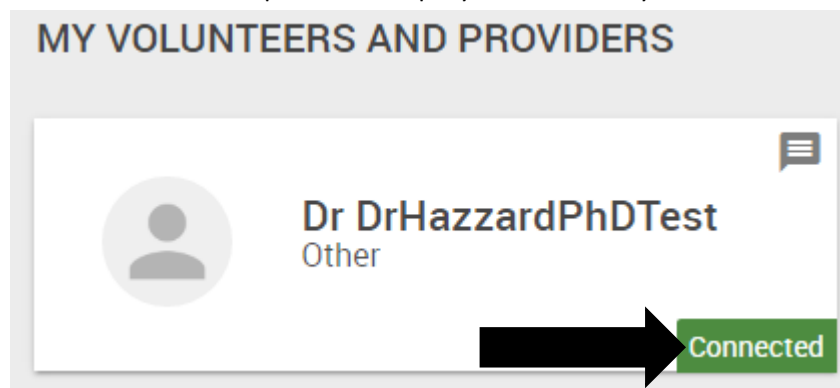 MY VOLUNTEERS AND PROVIDERS
Dr DrHazzardPhDTest
Other
Connected